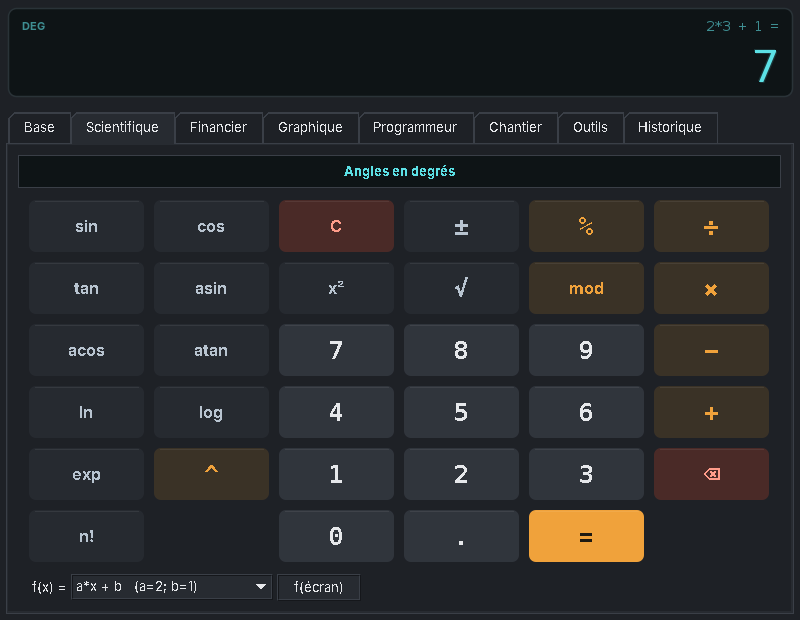 DEG
2*3 + 1 =
7
Base Scientifique Financier Graphique Programmeur Chantier Outils Historique
Angles en degrés
sin cos C ± % ÷
tan asin x² √ mod ×
acos atan 7 8 9 −
ln log 4 5 6 +
exp ^ 1 2 3 ⌫
n! 0 . =
f(x) = a*x + b (a=2; b=1) f(écran)